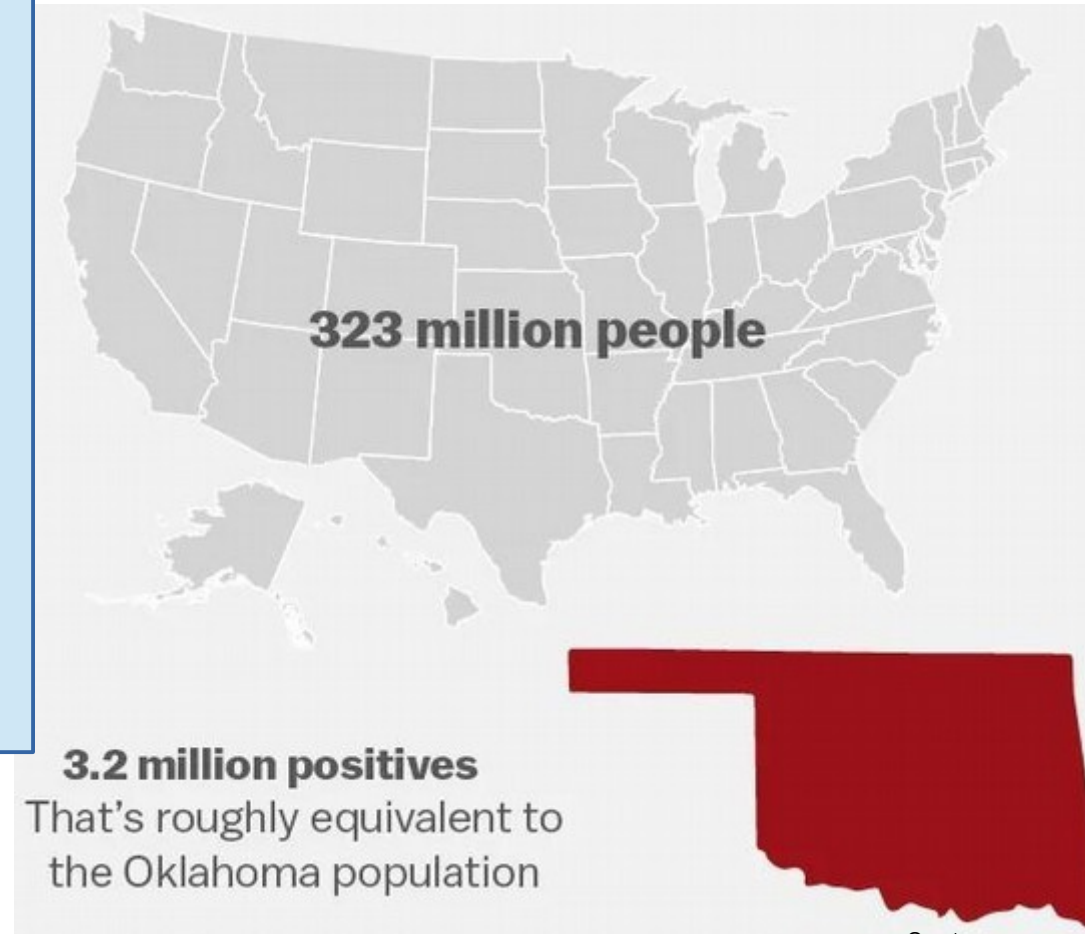 323 million people
3.2 million positives
That's roughly equivalent to
the Oklahoma population